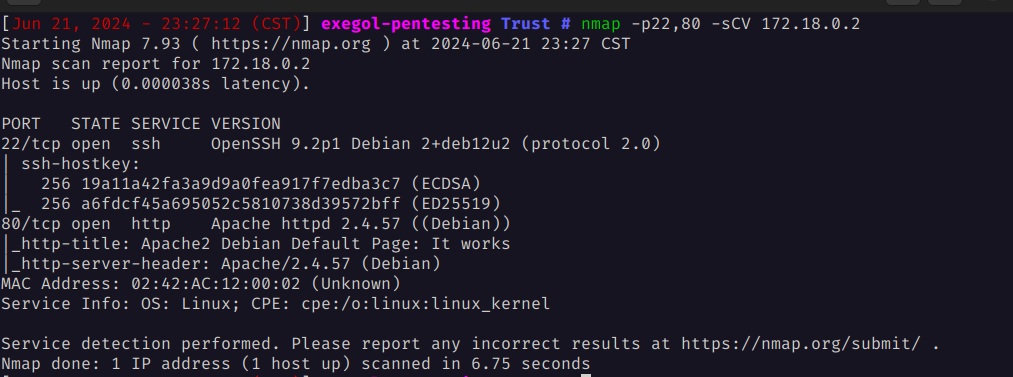 [Jun 21, 2024 - 23:27:12 (CST)] exegol-pentesting Trust # nmap -p22,80 -sCV 172.18.0.2
Starting Nmap 7.93 ( https://nmap.org ) at 2024-06-21 23:27 CST
Nmap scan report for 172.18.0.2
Host is up (0.000038s latency).

PORT   STATE SERVICE VERSION
22/tcp open  ssh     OpenSSH 9.2p1 Debian 2+deb12u2 (protocol 2.0)
| ssh-hostkey:
|   256 19a11a42fa3a9d9a0fea917f7edba3c7 (ECDSA)
|_  256 a6fdcf45a695052c5810738d39572bff (ED25519)
80/tcp open  http    Apache httpd 2.4.57 ((Debian))
|_http-title: Apache2 Debian Default Page: It works
|_http-server-header: Apache/2.4.57 (Debian)
MAC Address: 02:42:AC:12:00:02 (Unknown)
Service Info: OS: Linux; CPE: cpe:/o:linux:linux_kernel

Service detection performed. Please report any incorrect results at https://nmap.org/submit/ .
Nmap done: 1 IP address (1 host up) scanned in 6.75 seconds